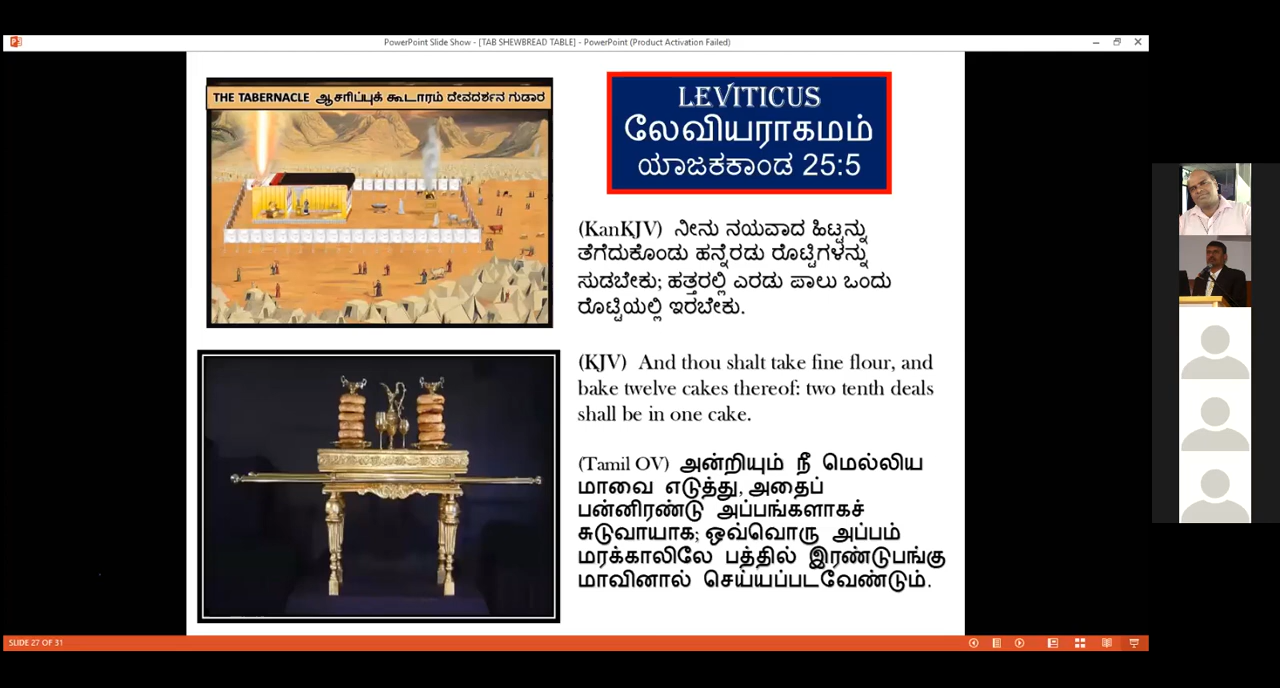 PowerPoint Slide Show - [TAB SHEWBREAD TABLE] - PowerPoint (Product Activation Failed)
THE TABERNACLE ஆசரிப்புக் கூடாரம் ದೇವದರ್ಶನ ಗುಡಾರ
LEVITICUS
லேவியராகமம்
ಯಾಜಕಕಾಂಡ 25:5
(KanKJV) ನೀನು ನಯವಾದ ಹಿಟ್ಟನ್ನು
ತೆಗೆದುಕೊಂಡು ಹನ್ನೆರಡು ರೊಟ್ಟಿಗಳನ್ನು
ಸುಡಬೇಕು; ಹತ್ತರಲ್ಲಿ ಎರಡು ಪಾಲು ಒಂದು
ರೊಟ್ಟಿಯಲ್ಲಿ ಇರಬೇಕು.
(KJV) And thou shalt take fine flour, and
bake twelve cakes thereof: two tenth deals
shall be in one cake.
(Tamil OV) அன்றியும் நீ மெல்லிய
மாவை எடுத்து, அதைப்
பன்னிரண்டு அப்பங்களாகச்
சுடுவாயாக; ஒவ்வொரு அப்பம்
மரக்காலிலே பத்தில் இரண்டுபங்கு
மாவினால் செய்யப்படவேண்டும்.
SLIDE 27 OF 31